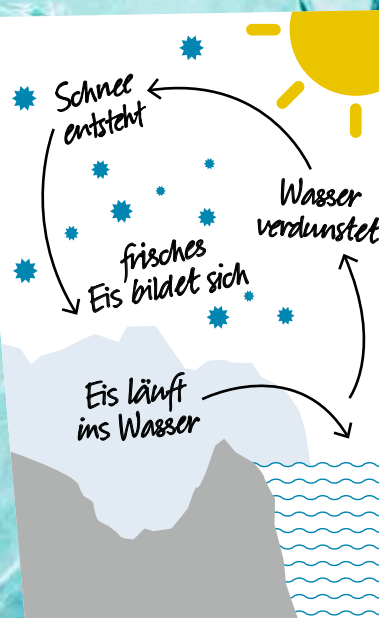 Schnee
entsteht
Wasser
verdunstet
frisches
Eis bildet sich
Eis läuft
ins Wasser